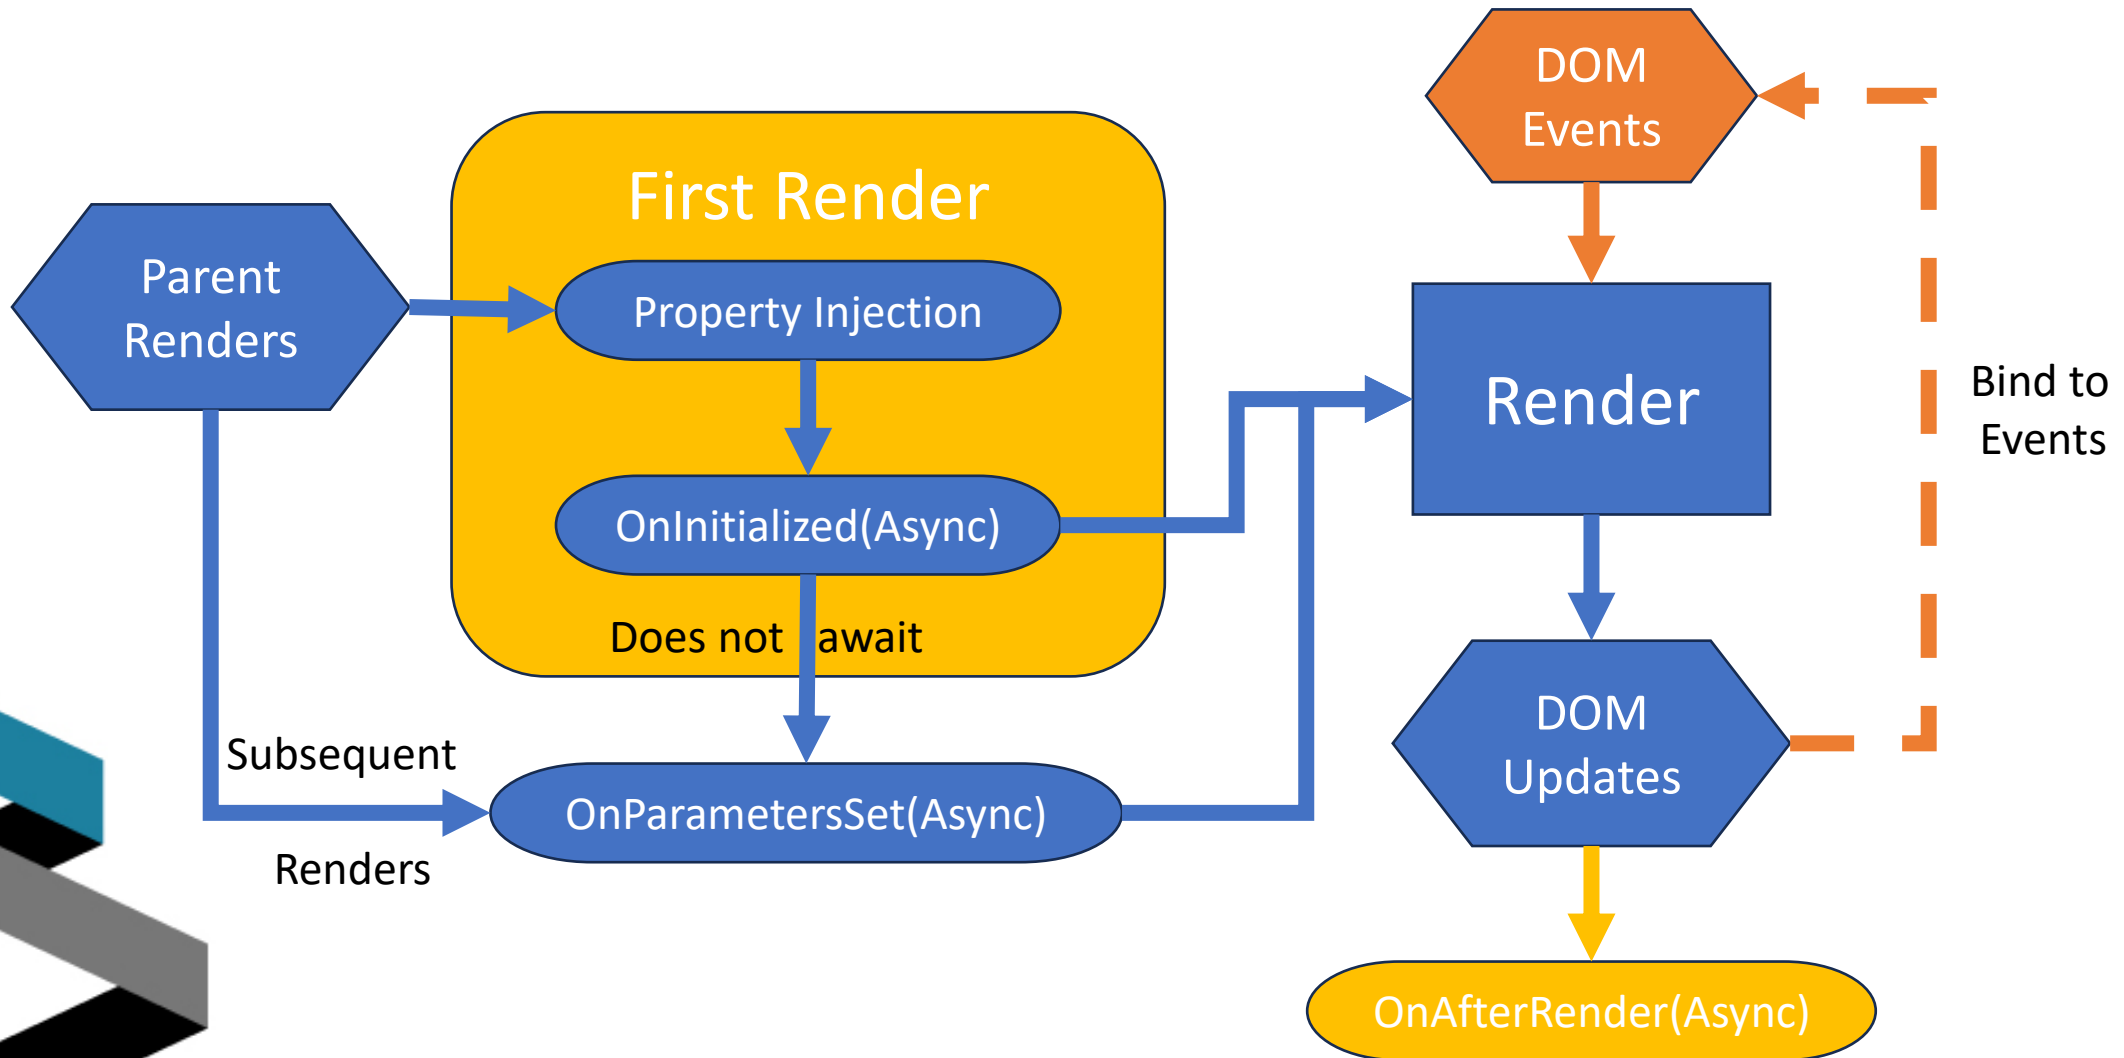 DOM
Events
First Render
Parent
Renders
Property Injection
Render
Bind to
Events
OnInitialized(Async)
Does not await
DOM
Updates
Subsequent
Renders
OnParametersSet(Async)
OnAfterRender(Async)